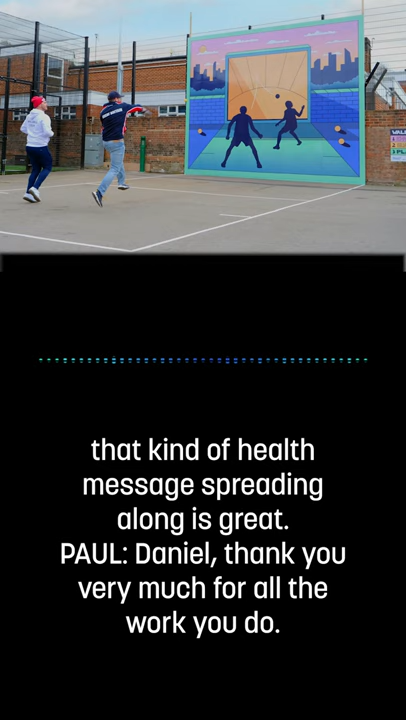 that kind of health
message spreading
along is great.
PAUL: Daniel, thank you
very much for all the
work you do.